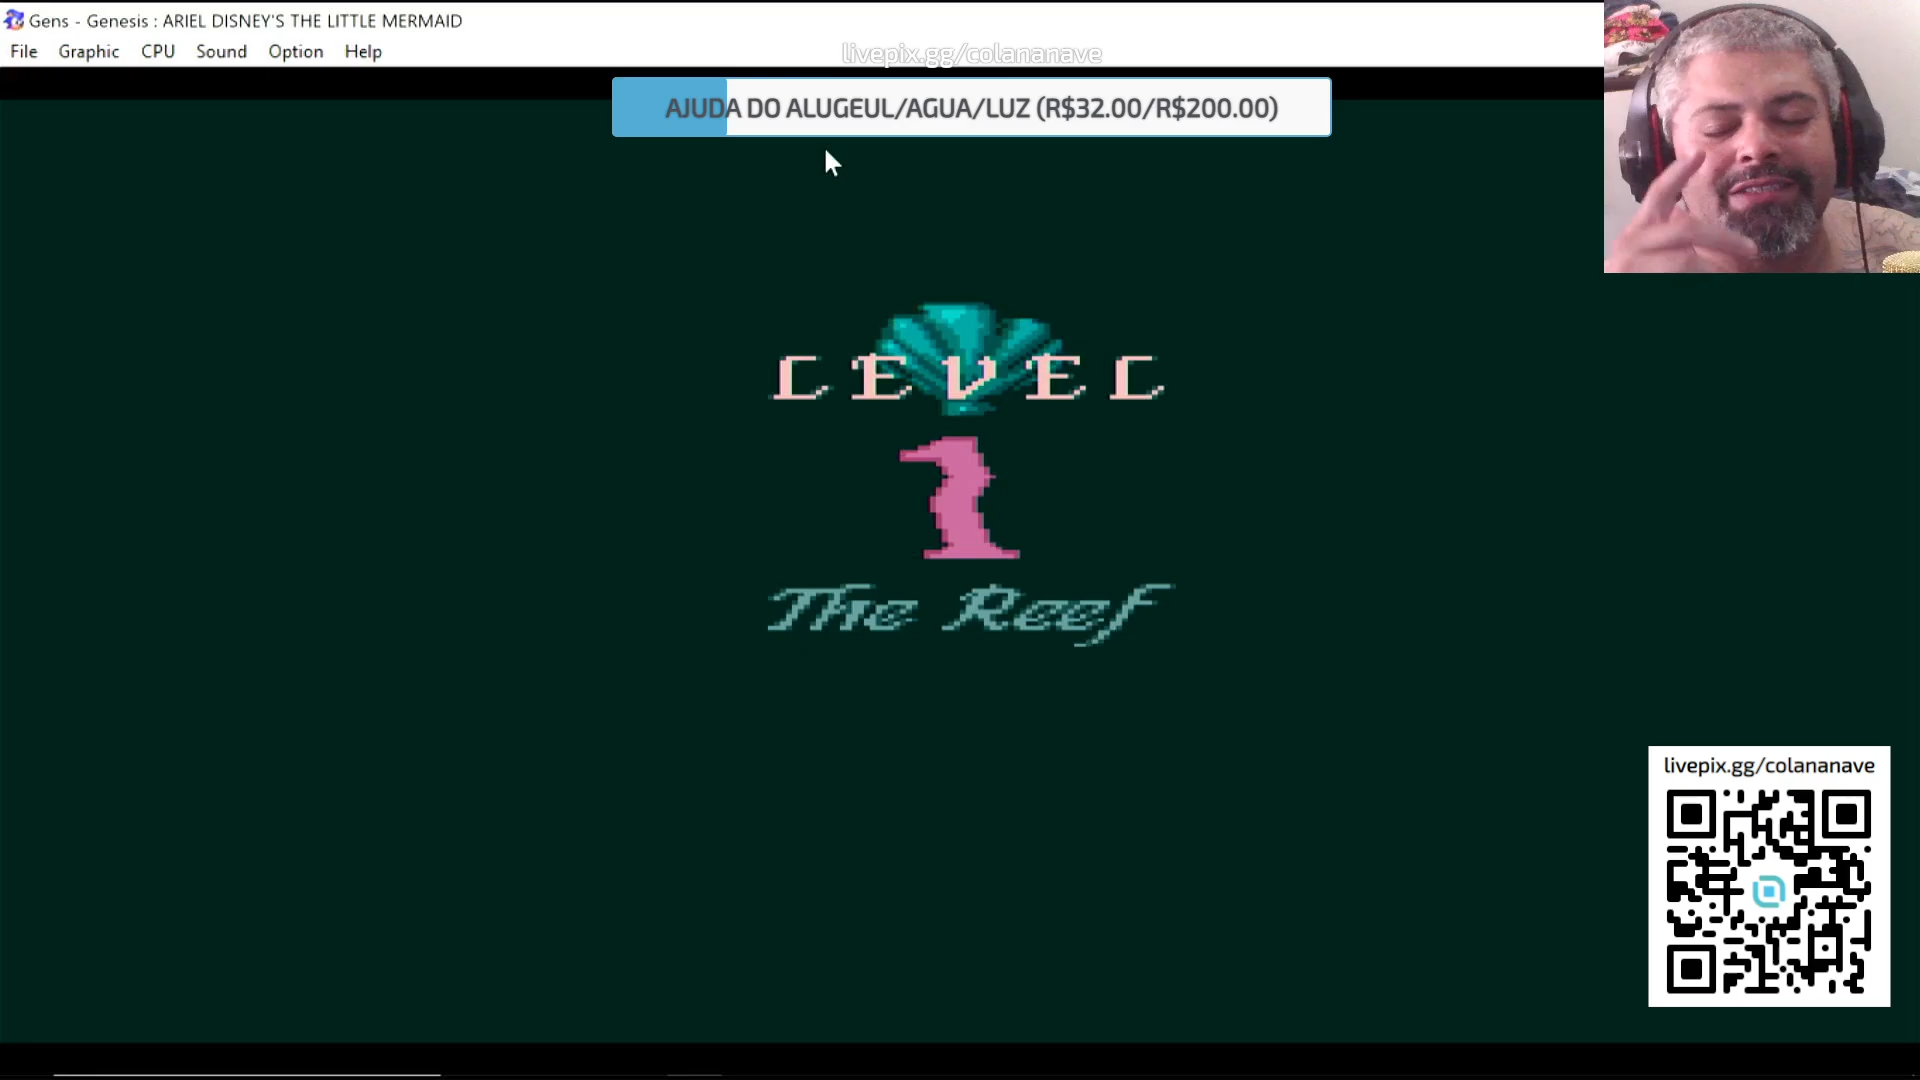 Gens - Genesis : ARIEL DISNEY'S THE LITTLE MERMAID
File Graphic CPU Sound Option Help
livepix.gg/colananave
AJUDA DO ALUGEUL/AGUA/LUZ (R$32.00/R$200.00)
LEVEL
1
The Reef
livepix.gg/colananave